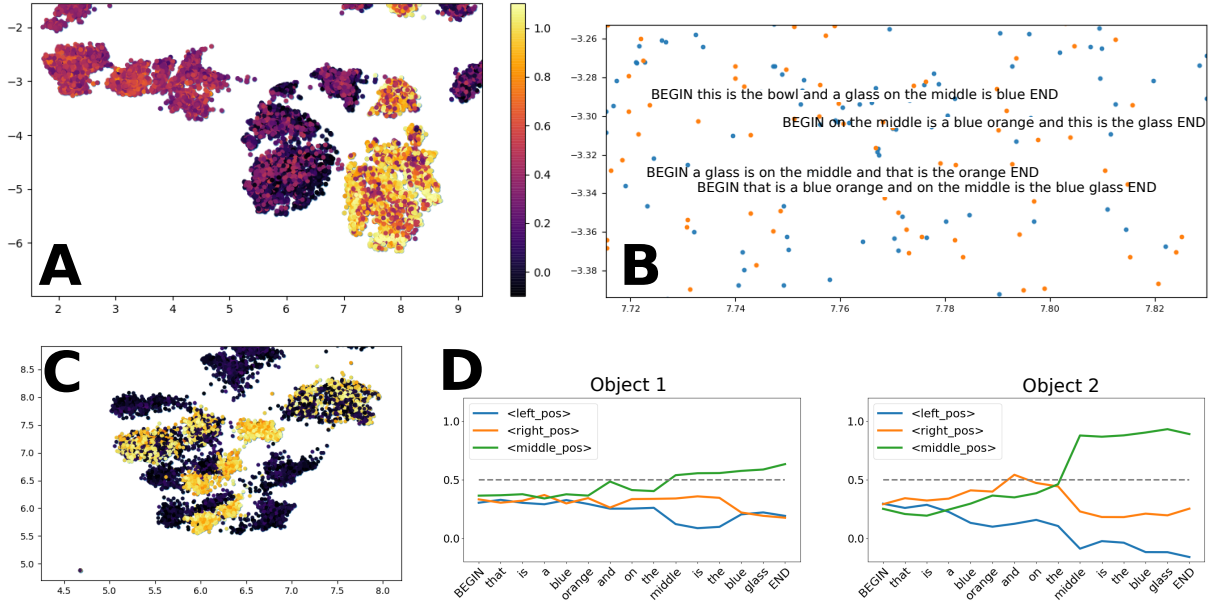 −2
−3
−4
−5
−6
2 3 4 5 6 7 8 9
1.0
0.8
0.6
0.4
0.2
0.0
A
−3.26
−3.28
−3.30
−3.32
−3.34
−3.36
−3.38
7.72 7.74 7.76 7.78 7.80 7.82
BEGIN this is the bowl and a glass on the middle is blue END
BEGIN on the middle is a blue orange and this is the glass END
BEGIN a glass is on the middle and that is the orange END
BEGIN that is a blue orange and on the middle is the blue glass END
B
C
8.5
8.0
7.5
7.0
6.5
6.0
5.5
5.0
4.5 5.0 5.5 6.0 6.5 7.0 7.5 8.0
D
Object 1
<left_pos>
<right_pos>
<middle_pos>
1.0
0.5
0.0
BEGIN that is a blue orange and on the middle is the blue glass END
Object 2
<left_pos>
<right_pos>
<middle_pos>
1.0
0.5
0.0
BEGIN that is a blue orange and on the middle is the blue glass END